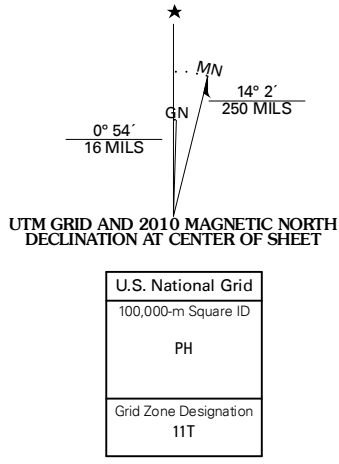 MN
14° 2´
250 MILS
GN
0° 54´
16 MILS
UTM GRID AND 2010 MAGNETIC NORTH
DECLINATION AT CENTER OF SHEET
U.S. National Grid
100,000-m Square ID
PH
Grid Zone Designation
11T